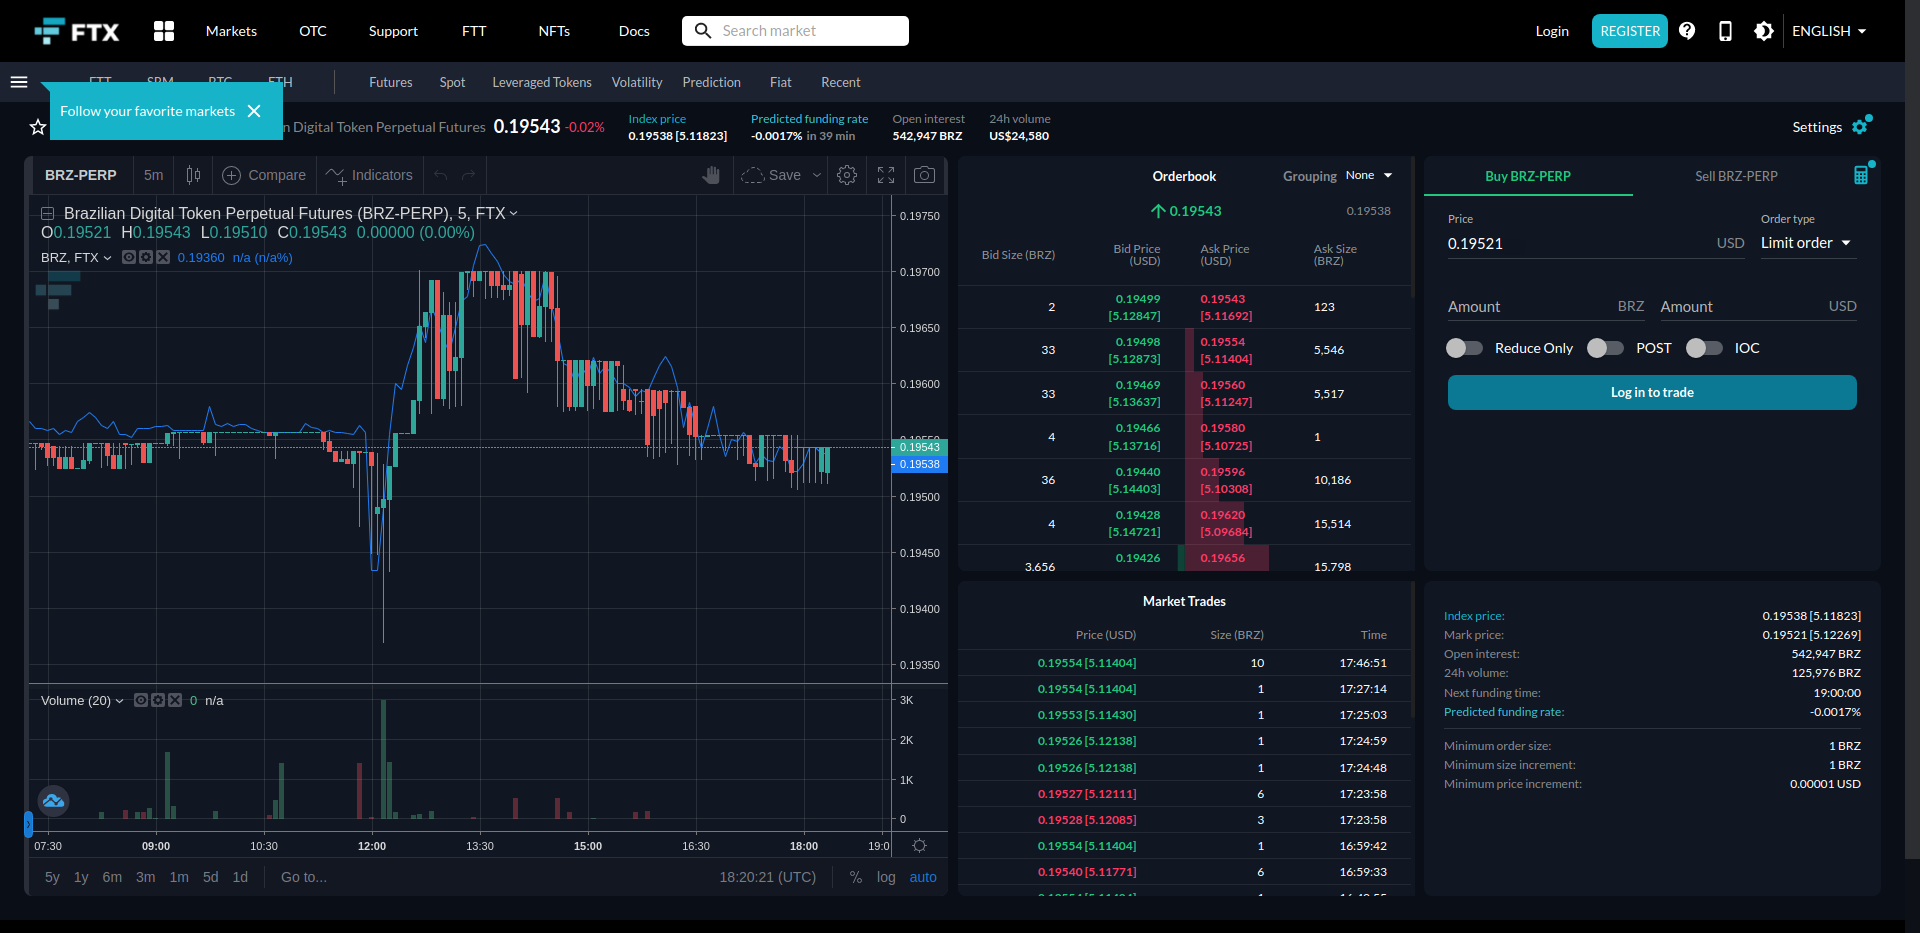 FTX
Markets
OTC
Support
FTT
NFTs
Docs
Search market
Login
REGISTER
ENGLISH
Futures
Spot
Leveraged Tokens
Volatility
Prediction
Fiat
Recent
Follow your favorite markets
n Digital Token Perpetual Futures
0.19543 -0.02%
Index price
0.19538 [5.11823]
Predicted funding rate
-0.0017% in 39 min
Open interest
542,947 BRZ
24h volume
US$24,580
Settings
BRZ-PERP
5m
Compare
Indicators
Save
Brazilian Digital Token Perpetual Futures (BRZ-PERP), 5, FTX
O0.19521 H0.19543 L0.19510 C0.19543 0.00000 (0.00%)
BRZ, FTX 0.19360 n/a (n/a%)
0.19750
0.19700
0.19650
0.19600
0.19543
0.19538
0.19500
0.19450
0.19400
0.19350
Volume (20) 0 n/a
3K
2K
1K
0
07:30 09:00 10:30 12:00 13:30 15:00 16:30 18:00 19:0
5y 1y 6m 3m 1m 5d 1d Go to...
18:20:21 (UTC) % log auto
Orderbook
Grouping None
0.19543 0.19538
Bid Size (BRZ) Bid Price (USD) Ask Price (USD) Ask Size (BRZ)
2 0.19499 0.19543 123
[5.12847] [5.11692]
33 0.19498 0.19554 5,546
[5.12873] [5.11404]
33 0.19469 0.19560 5,517
[5.13637] [5.11247]
4 0.19466 0.19580 1
[5.13716] [5.10725]
36 0.19440 0.19596 10,186
[5.14403] [5.10308]
4 0.19428 0.19620 15,514
[5.14721] [5.09684]
3,656 0.19426 0.19656 15,798
Market Trades
Price (USD) Size (BRZ) Time
0.19554 [5.11404] 10 17:46:51
0.19554 [5.11404] 1 17:27:14
0.19553 [5.11430] 1 17:25:03
0.19526 [5.12138] 1 17:24:59
0.19526 [5.12138] 1 17:24:48
0.19527 [5.12111] 6 17:23:58
0.19528 [5.12085] 3 17:23:58
0.19554 [5.11404] 1 16:59:42
0.19540 [5.11771] 6 16:59:33
Buy BRZ-PERP
Sell BRZ-PERP
Price
0.19521 USD
Order type
Limit order
Amount BRZ
Amount USD
Reduce Only
POST
IOC
Log in to trade
Index price: 0.19538 [5.11823]
Mark price: 0.19521 [5.12269]
Open interest: 542,947 BRZ
24h volume: 125,976 BRZ
Next funding time: 19:00:00
Predicted funding rate: -0.0017%
Minimum order size: 1 BRZ
Minimum size increment: 1 BRZ
Minimum price increment: 0.00001 USD